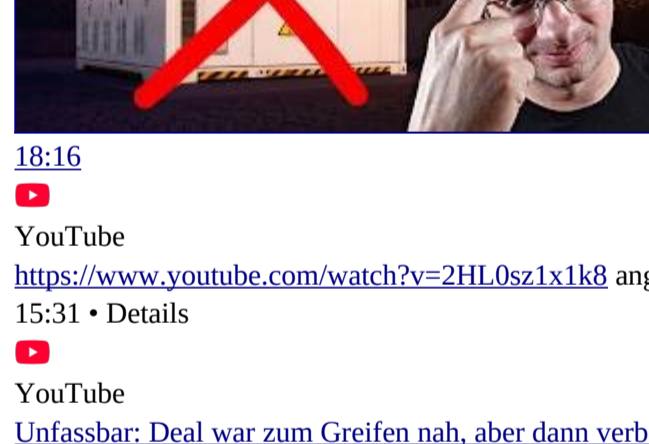 18:16
YouTube
https://www.youtube.com/watch?v=2HL0sz1x1k8
15:31 • Details
YouTube
Unfassbar: Deal war zum Greifen nah, aber dann